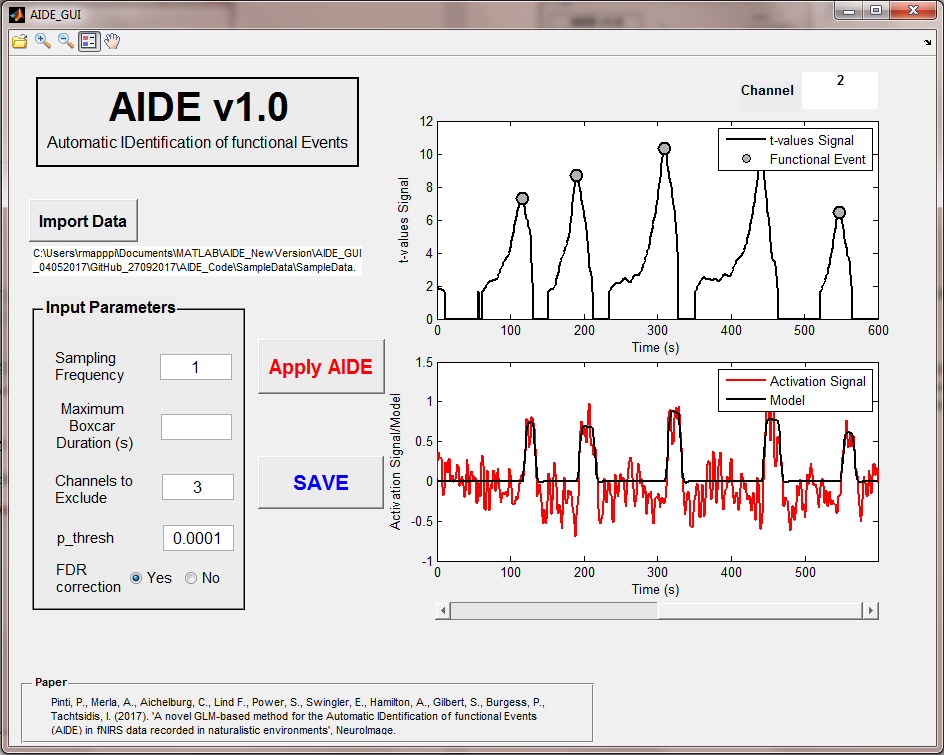 AIDE_GUI
AIDE v1.0
Automatic IDentification of functional Events
Import Data
C:\Users\rmapppi\Documents\MATLAB\AIDE_NewVersion\AIDE_GUI
_04052017\GitHub_27092017\AIDE_Code\SampleData\SampleData.
Input Parameters
Sampling
Frequency
1
Maximum
Boxcar
Duration (s)
Channels to
Exclude
3
p_thresh
0.0001
FDR
correction
Yes
No
Apply AIDE
SAVE
Channel
2
t-values Signal
12
10
8
6
4
2
0
t-values Signal
Functional Event
0
100
200
300
400
500
600
Time (s)
Activation Signal/Model
1.5
1
0.5
0
-0.5
-1
Activation Signal
Model
0
100
200
300
400
500
Time (s)
Paper
Pinti, P., Merla, A., Aichelburg, C., Lind F., Power, S., Swingler, E., Hamilton, A., Gilbert, S., Burgess, P.,
Tachtsidis, I. (2017). 'A novel GLM-based method for the Automatic IDentification of functional Events
(AIDE) in fNIRS data recorded in naturalistic environments', NeuroImage.